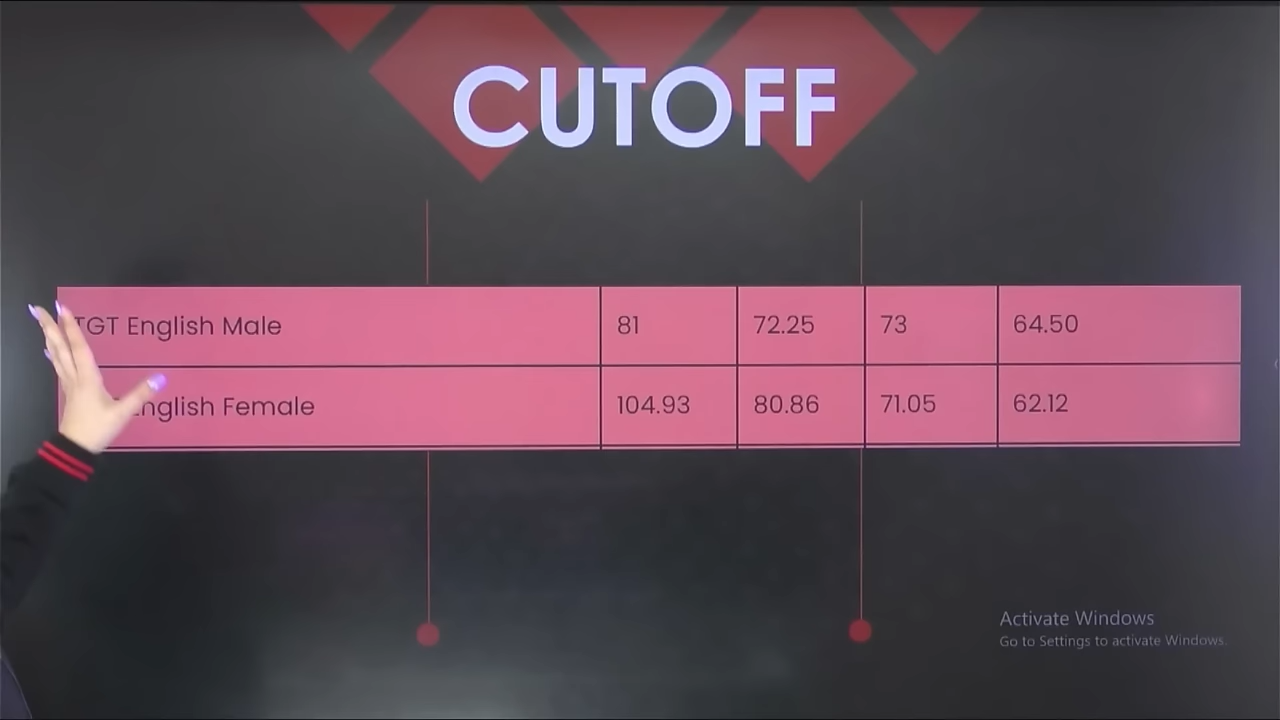 CUTOFF
TGT English Male 81 72.25 73 64.50
English Female 104.93 80.86 71.05 62.12
Activate Windows
Go to Settings to activate Windows.